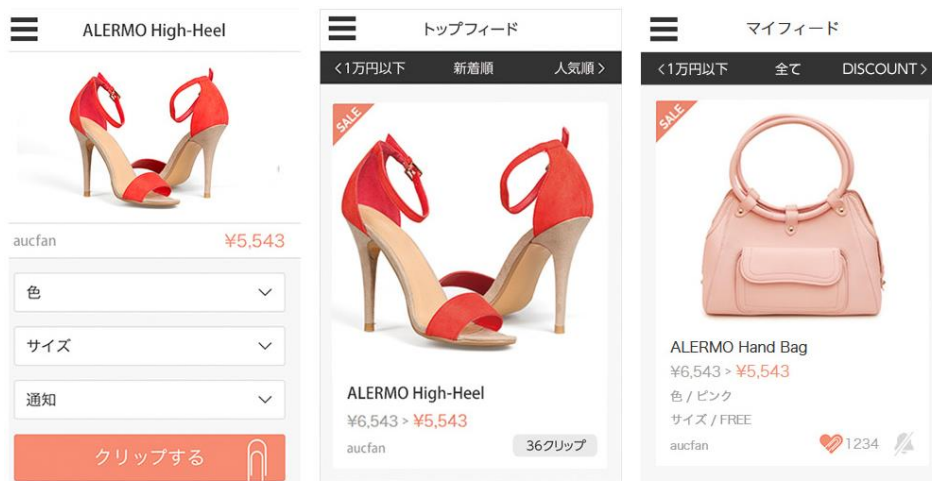 ALERMO High-Heel
aucfan
¥5,543
色
サイズ
通知
クリップする
トップフィード
<1万円以下 新着順 人気順>
SALE
ALERMO High-Heel
¥6,543 > ¥5,543
aucfan
36クリップ
マイフィード
<1万円以下 全て DISCOUNT>
SALE
ALERMO Hand Bag
¥6,543 > ¥5,543
色 / ピンク
サイズ / FREE
aucfan
1234